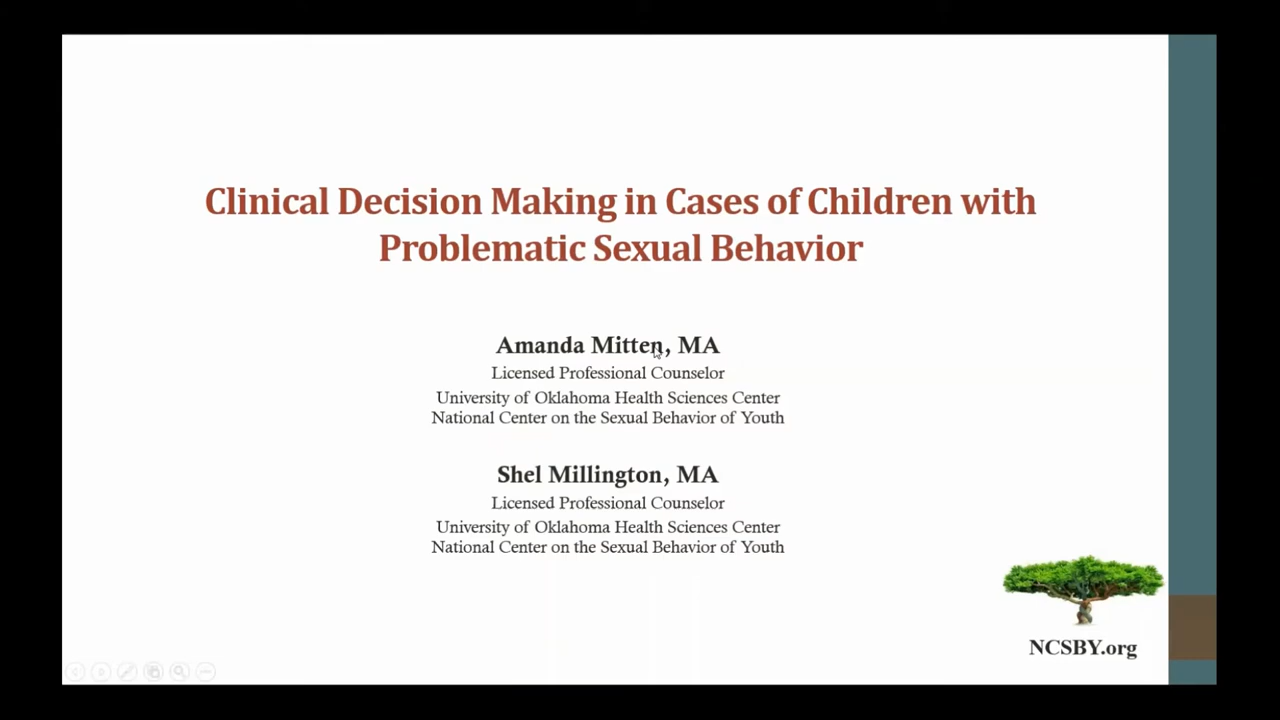 Clinical Decision Making in Cases of Children with
Problematic Sexual Behavior
Amanda Mitten, MA
Licensed Professional Counselor
University of Oklahoma Health Sciences Center
National Center on the Sexual Behavior of Youth
Shel Millington, MA
Licensed Professional Counselor
University of Oklahoma Health Sciences Center
National Center on the Sexual Behavior of Youth
NCSBY.org